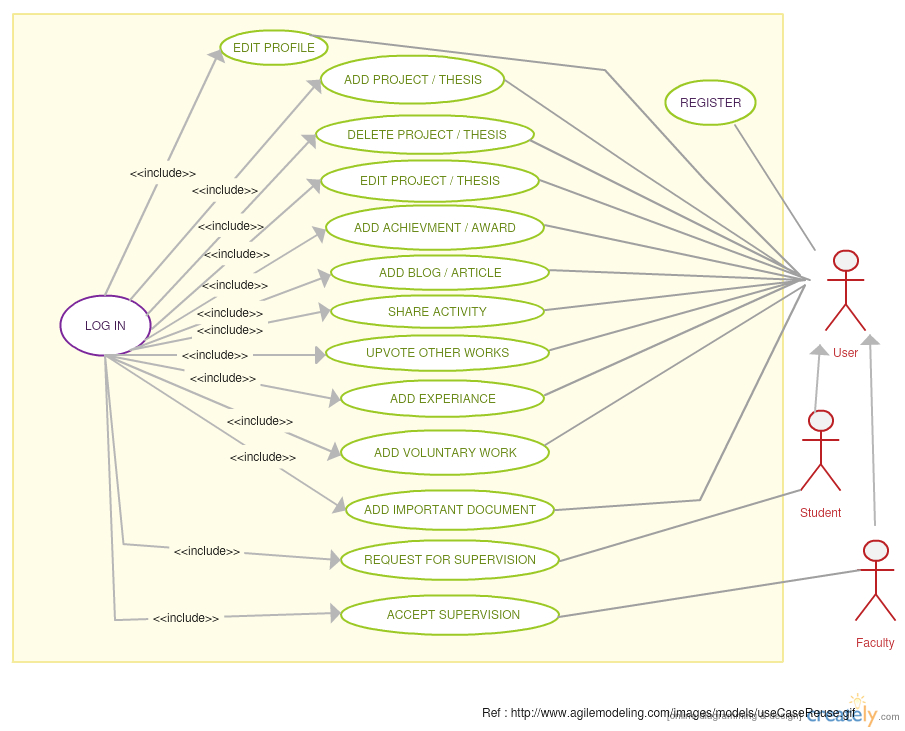 EDIT PROFILE
ADD PROJECT / THESIS
REGISTER
DELETE PROJECT / THESIS
<<include>>
EDIT PROJECT / THESIS
<<include>>
<<include>>
ADD ACHIEVMENT / AWARD
<<include>>
ADD BLOG / ARTICLE
<<include>>
SHARE ACTIVITY
<<include>>
LOG IN
<<include>>
UPVOTE OTHER WORKS
<<include>>
User
<<include>>
ADD EXPERIANCE
<<include>>
ADD VOLUNTARY WORK
<<include>>
ADD IMPORTANT DOCUMENT
Student
<<include>>
REQUEST FOR SUPERVISION
ACCEPT SUPERVISION
<<include>>
Faculty
Ref : http://www.agilemodeling.com/images/models/useCaseReuse.gif
[online diagramming & design] creately.com